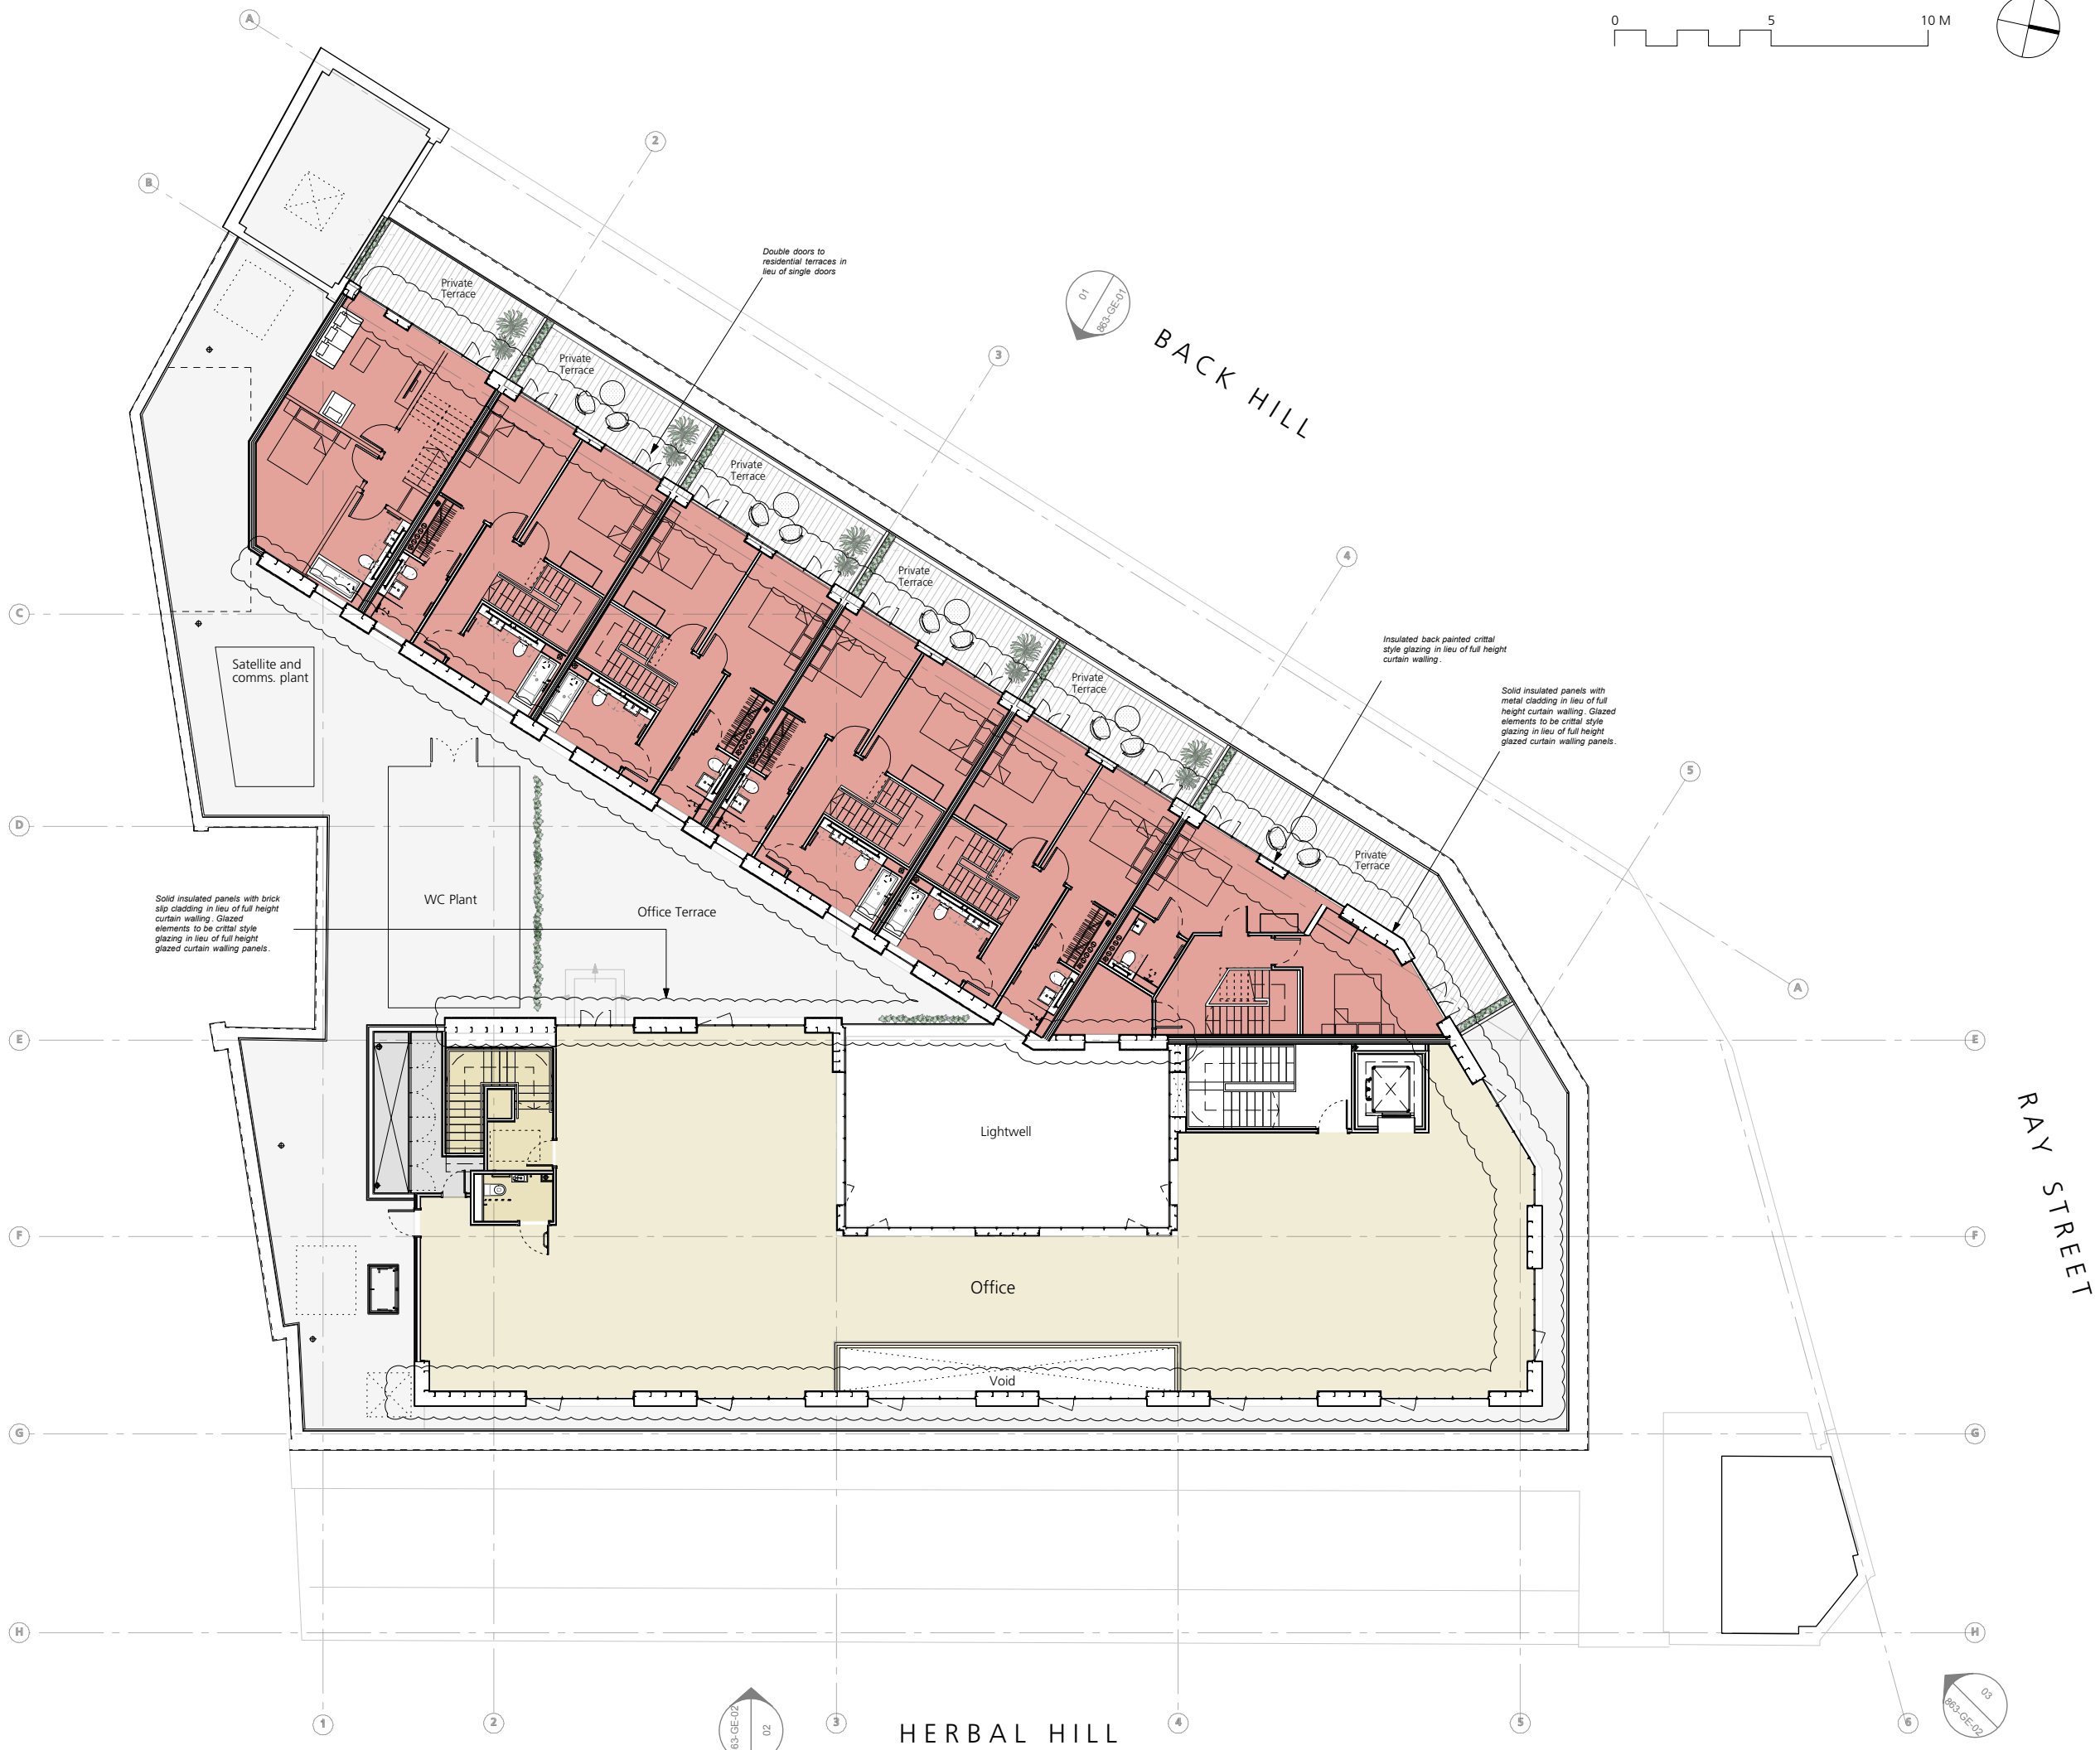 0
5
10 M
A
2
B
Double doors to
residential terraces in
lieu of single doors
01
863-GE-01
BACK HILL
3
Private
Terrace
Private
Terrace
Private
Terrace
Private
Terrace
Private
Terrace
Private
Terrace
4
C
Insulated back painted crittal
style glazing in lieu of full height
curtain walling.
Solid insulated panels with
metal cladding in lieu of full
height curtain walling. Glazed
elements to be crittal style
glazing in lieu of full height
glazed curtain walling panels.
Satellite and
comms. plant
5
D
Solid insulated panels with brick
slip cladding in lieu of full height
curtain walling. Glazed
elements to be crittal style
glazing in lieu of full height
glazed curtain walling panels.
WC Plant
Office Terrace
A
E
E
Lightwell
RAY STREET
F
F
Office
Void
G
G
H
H
1
2
63-GE-02
02
3
HERBAL HILL
4
5
6
03
863-GE-02